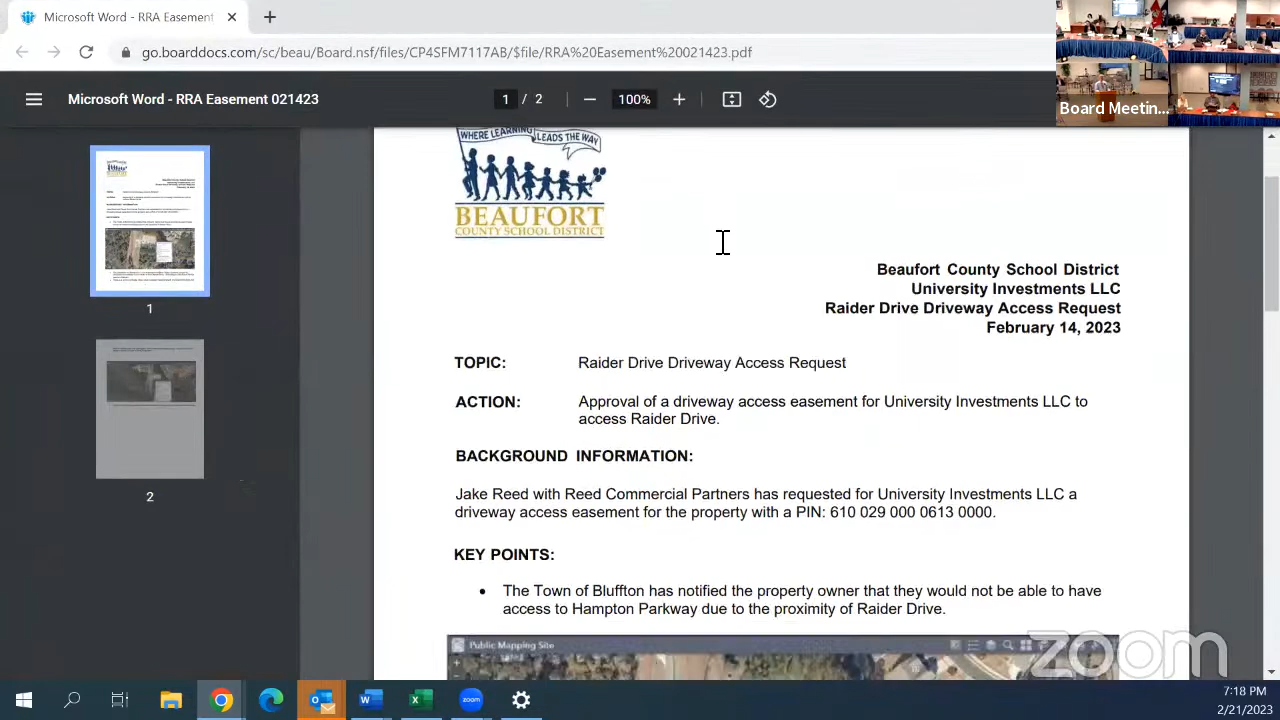 Microsoft Word - RRA Easement
go.boarddocs.com/sc/beau/Board.nsf/files/CP4SFM7117AB/$file/RRA%20Easement%20021423.pdf
Board Meetin...
Microsoft Word - RRA Easement 021423
1 / 2
100%
WHERE LEARNING LEADS THE WAY
BEAUFORT
COUNTY SCHOOL DISTRICT
Beaufort County School District
University Investments LLC
Raider Drive Driveway Access Request
February 14, 2023
TOPIC: Raider Drive Driveway Access Request
ACTION: Approval of a driveway access easement for University Investments LLC to
access Raider Drive.
BACKGROUND INFORMATION:
Jake Reed with Reed Commercial Partners has requested for University Investments LLC a
driveway access easement for the property with a PIN: 610 029 000 0613 0000.
KEY POINTS:
• The Town of Bluffton has notified the property owner that they would not be able to have
access to Hampton Parkway due to the proximity of Raider Drive.
Public Mapping Site
1
2
zoom
zoom
7:18 PM
2/21/2023